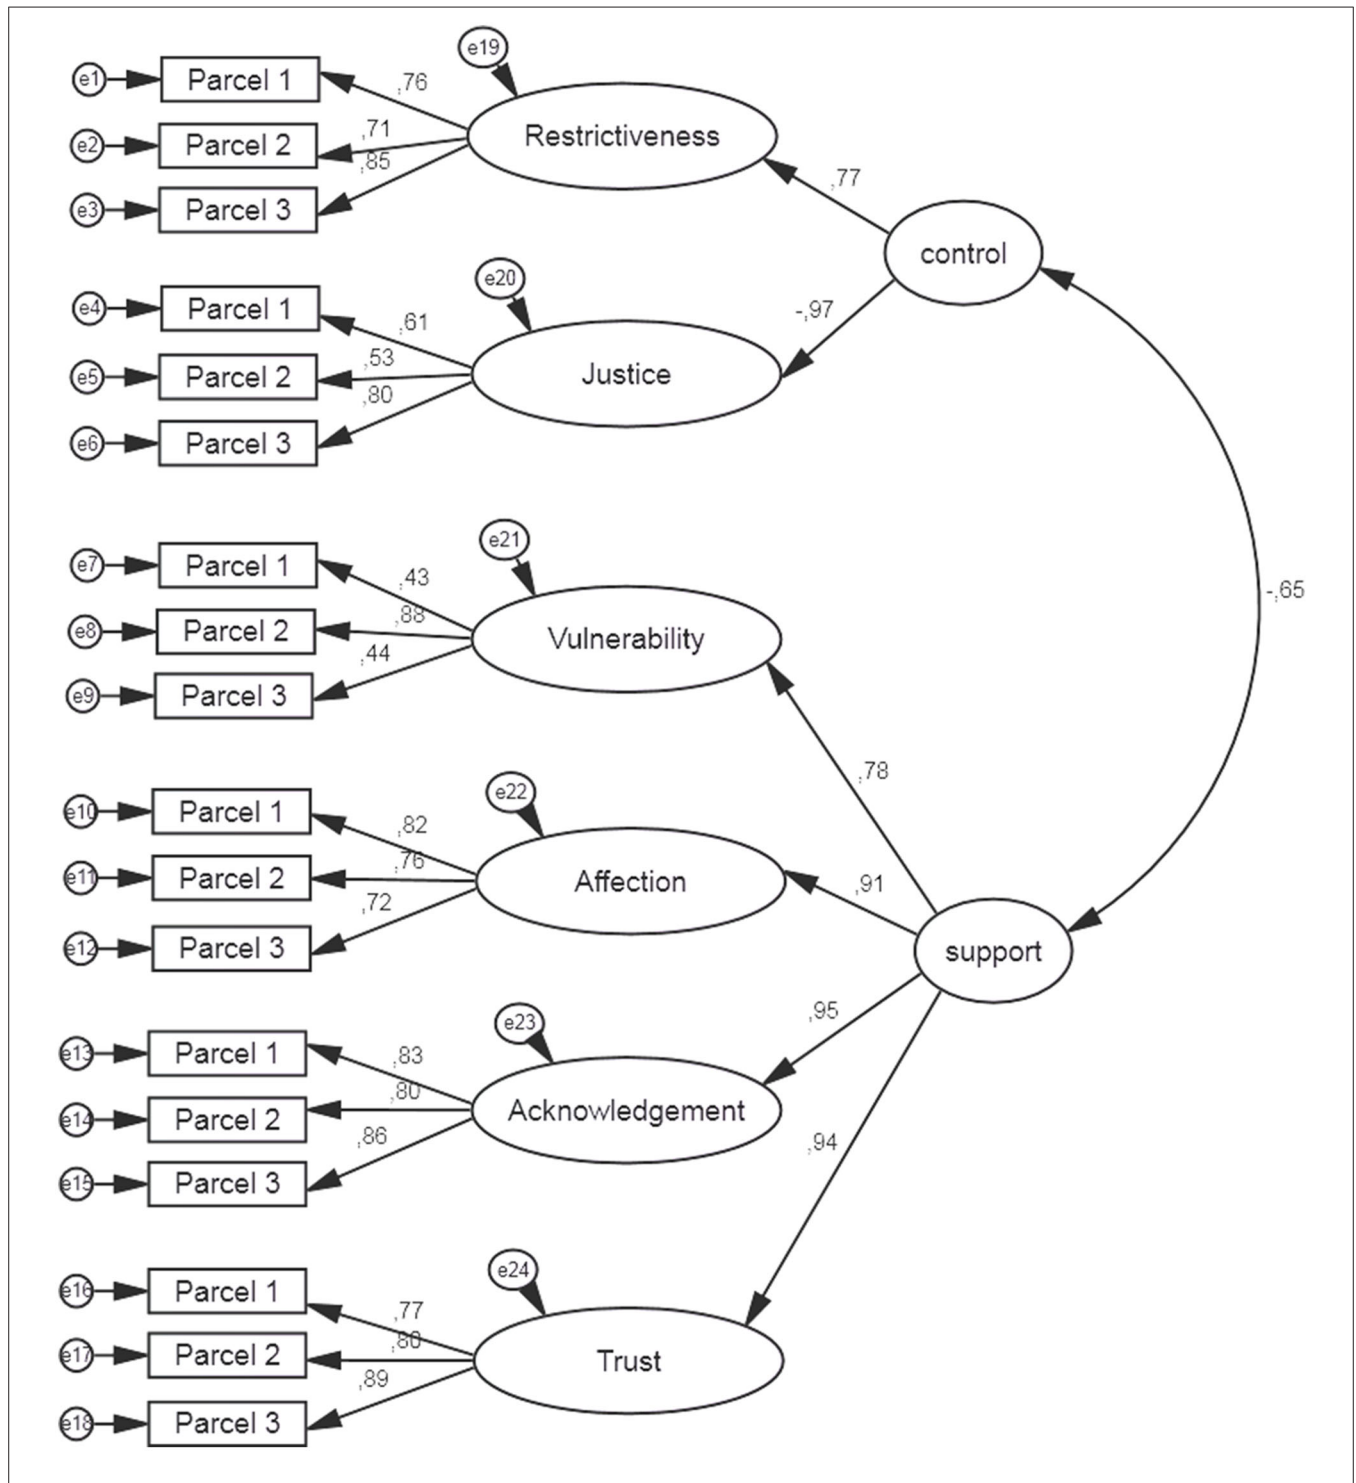 e19
e1 Parcel 1 ,76
e2 Parcel 2 ,71 Restrictiveness
,85
e3 Parcel 3
,77
control
e20
e4 Parcel 1 ,61
-,97
e5 Parcel 2 ,53 Justice
,80
e6 Parcel 3
e21
e7 Parcel 1 ,43
-,65
e8 Parcel 2 ,88 Vulnerability
,44
e9 Parcel 3
,78
e22
e10 Parcel 1 ,82
,76
e11 Parcel 2 Affection ,91
,72
e12 Parcel 3 support
,95
e23
e13 Parcel 1 ,83
,80
e14 Parcel 2 Acknowledgement
,86
,94
e15 Parcel 3
e24
e16 Parcel 1 ,77
,80
e17 Parcel 2 Trust
,89
e18 Parcel 3